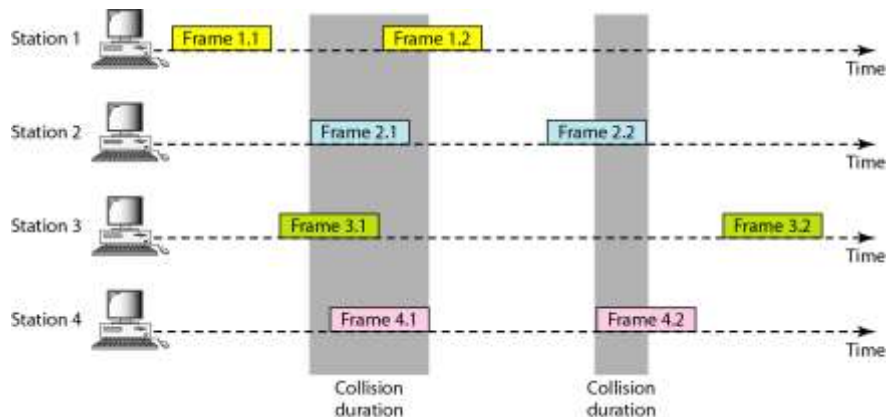 Station 1
Frame 1.1
Frame 1.2
Time
Station 2
Frame 2.1
Frame 2.2
Time
Station 3
Frame 3.1
Frame 3.2
Time
Station 4
Frame 4.1
Frame 4.2
Time
Collision
duration
Collision
duration